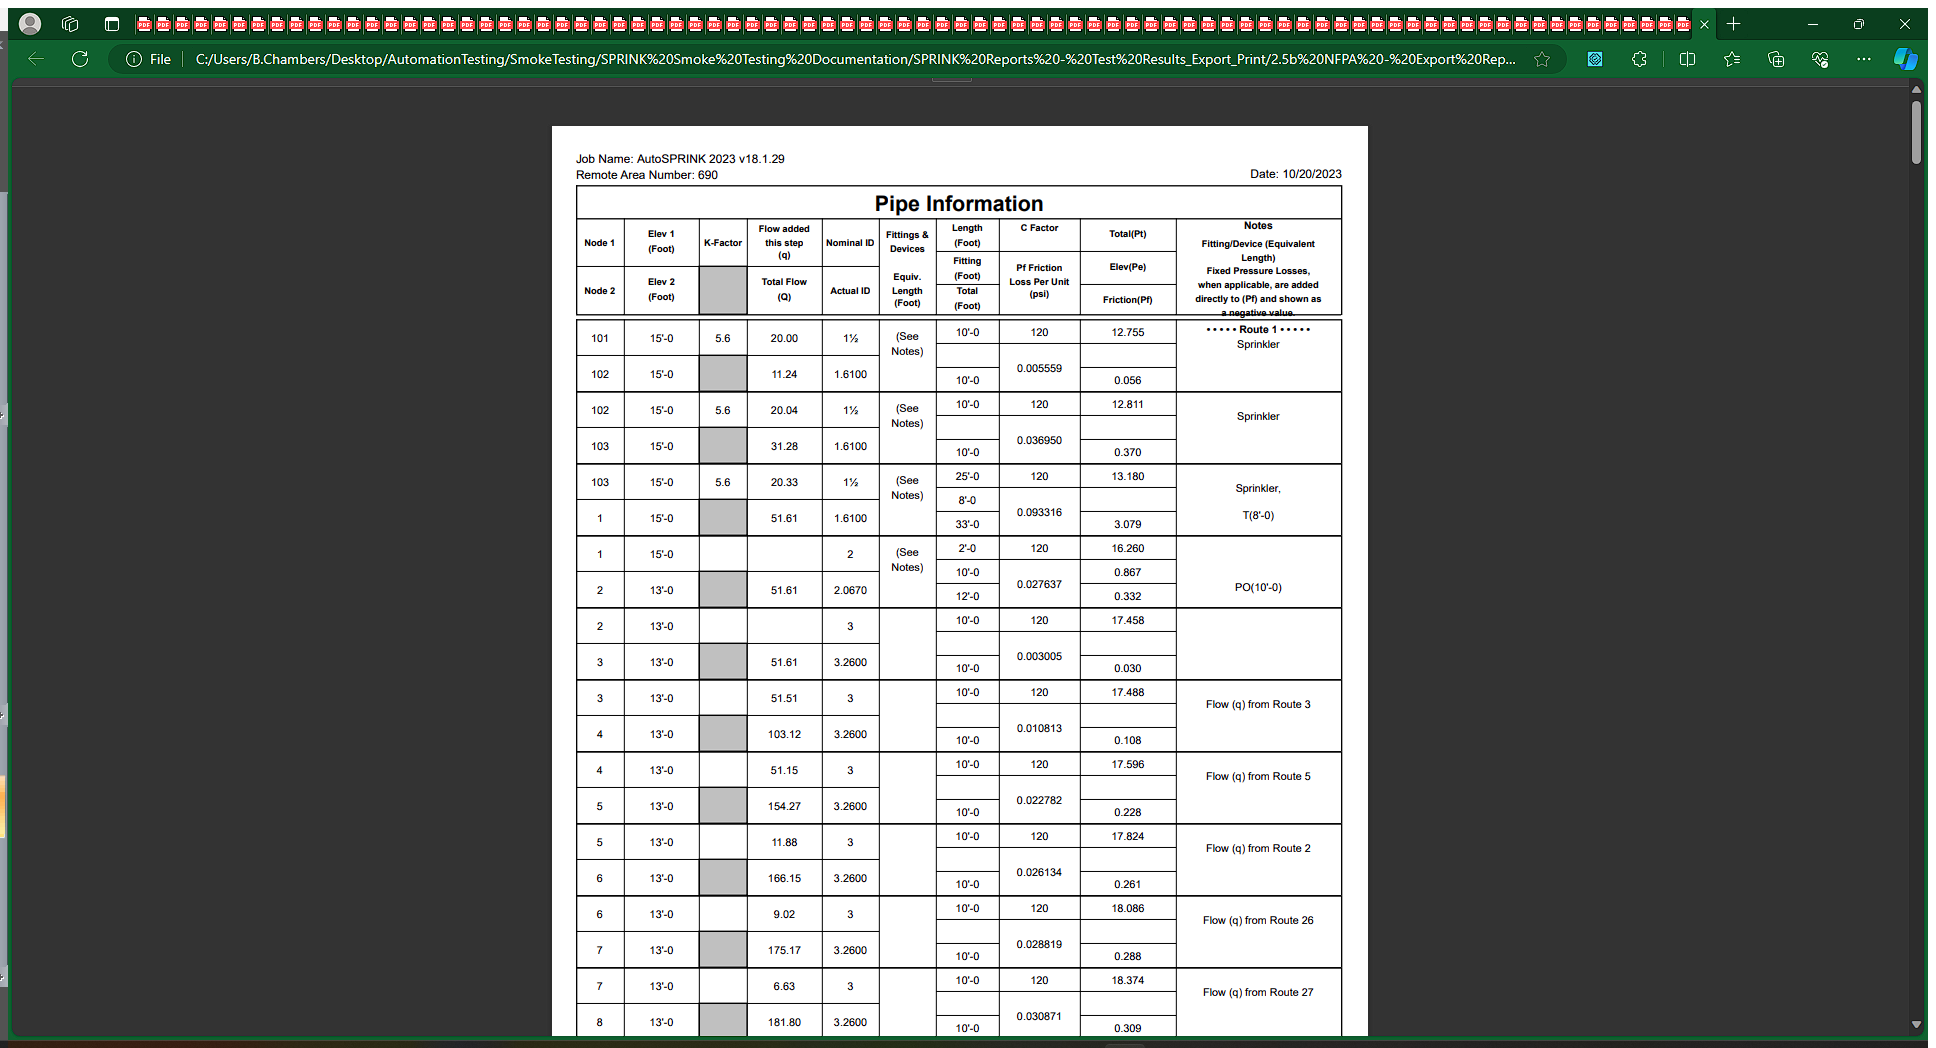 File C:/Users/B.Chambers/Desktop/AutomationTesting/SmokeTesting/SPRINK%20Smoke%20Testing%20Documentation/SPRINK%20Reports%20-%20Test%20Results_Export_Print/2.5b%20NFPA%20-%20Export%20Rep...
Job Name: AutoSPRINK 2023 v18.1.29
Remote Area Number: 690 Date: 10/20/2023
Pipe Information
Node 1 Elev 1 (Foot) K-Factor Flow added this step (q) Nominal ID Fittings & Devices Length (Foot) C Factor Total(Pt) Notes
Node 2 Elev 2 (Foot) Total Flow (Q) Actual ID Equiv. Length (Foot) Fitting (Foot) Total (Foot) Pf Friction Loss Per Unit (psi) Elev(Pe) Friction(Pf) Fitting/Device (Equivalent Length) Fixed Pressure Losses, when applicable, are added directly to (Pf) and shown as a negative value.
101 15'-0 5.6 20.00 1½ (See Notes) 10'-0 120 12.755 ••••• Route 1 •••••
Sprinkler
0.005559
102 15'-0 11.24 1.6100 10'-0 0.056
102 15'-0 5.6 20.04 1½ (See Notes) 10'-0 120 12.811 Sprinkler
0.036950
103 15'-0 31.28 1.6100 10'-0 0.370
103 15'-0 5.6 20.33 1½ (See Notes) 25'-0 120 13.180 Sprinkler,
8'-0 0.093316 T(8'-0)
1 15'-0 51.61 1.6100 33'-0 3.079
1 15'-0 2 (See Notes) 2'-0 120 16.260
10'-0 0.027637 0.867 PO(10'-0)
2 13'-0 51.61 2.0670 12'-0 0.332
2 13'-0 3 10'-0 120 17.458
0.003005
3 13'-0 51.61 3.2600 10'-0 0.030
3 13'-0 51.51 3 10'-0 120 17.488 Flow (q) from Route 3
0.010813
4 13'-0 103.12 3.2600 10'-0 0.108
4 13'-0 51.15 3 10'-0 120 17.596 Flow (q) from Route 5
0.022782
5 13'-0 154.27 3.2600 10'-0 0.228
5 13'-0 11.88 3 10'-0 120 17.824 Flow (q) from Route 2
0.026134
6 13'-0 166.15 3.2600 10'-0 0.261
6 13'-0 9.02 3 10'-0 120 18.086 Flow (q) from Route 26
0.028819
7 13'-0 175.17 3.2600 10'-0 0.288
7 13'-0 6.63 3 10'-0 120 18.374 Flow (q) from Route 27
0.030871
8 13'-0 181.80 3.2600 10'-0 0.309